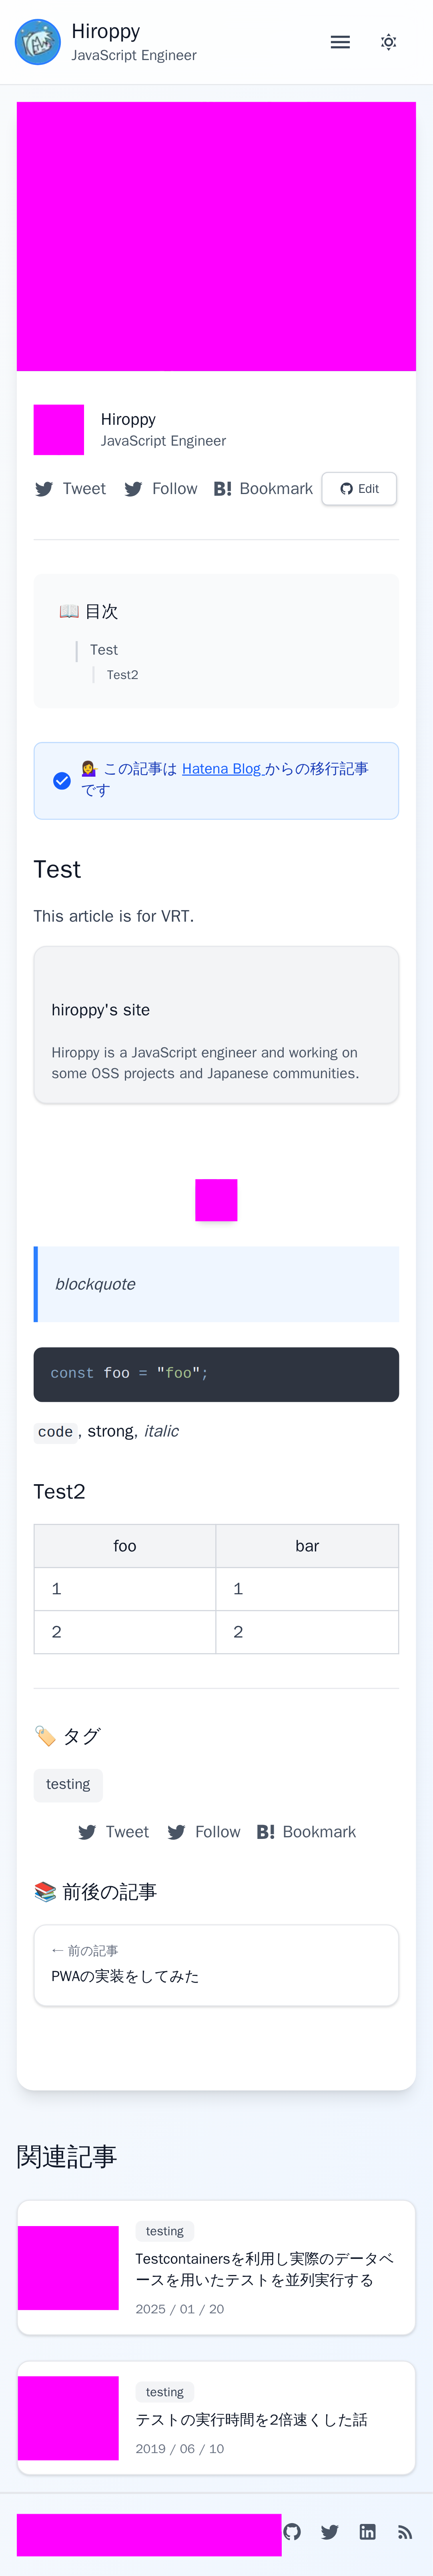 Hiroppy
JavaScript Engineer
Hiroppy
JavaScript Engineer
Tweet Follow B! Bookmark Edit
📖 目次
Test
Test2
💁‍♀️ この記事は Hatena Blog からの移行記事
です
Test
This article is for VRT.
hiroppy's site
Hiroppy is a JavaScript engineer and working on
some OSS projects and Japanese communities.
blockquote
const foo = "foo";
code, strong, italic
Test2
foo bar
1 1
2 2
🏷️ タグ
testing
Tweet Follow B! Bookmark
📚 前後の記事
← 前の記事
PWAの実装をしてみた
関連記事
testing
Testcontainersを利用し実際のデータベ
ースを用いたテストを並列実行する
2025 / 01 / 20
testing
テストの実行時間を2倍速くした話
2019 / 06 / 10